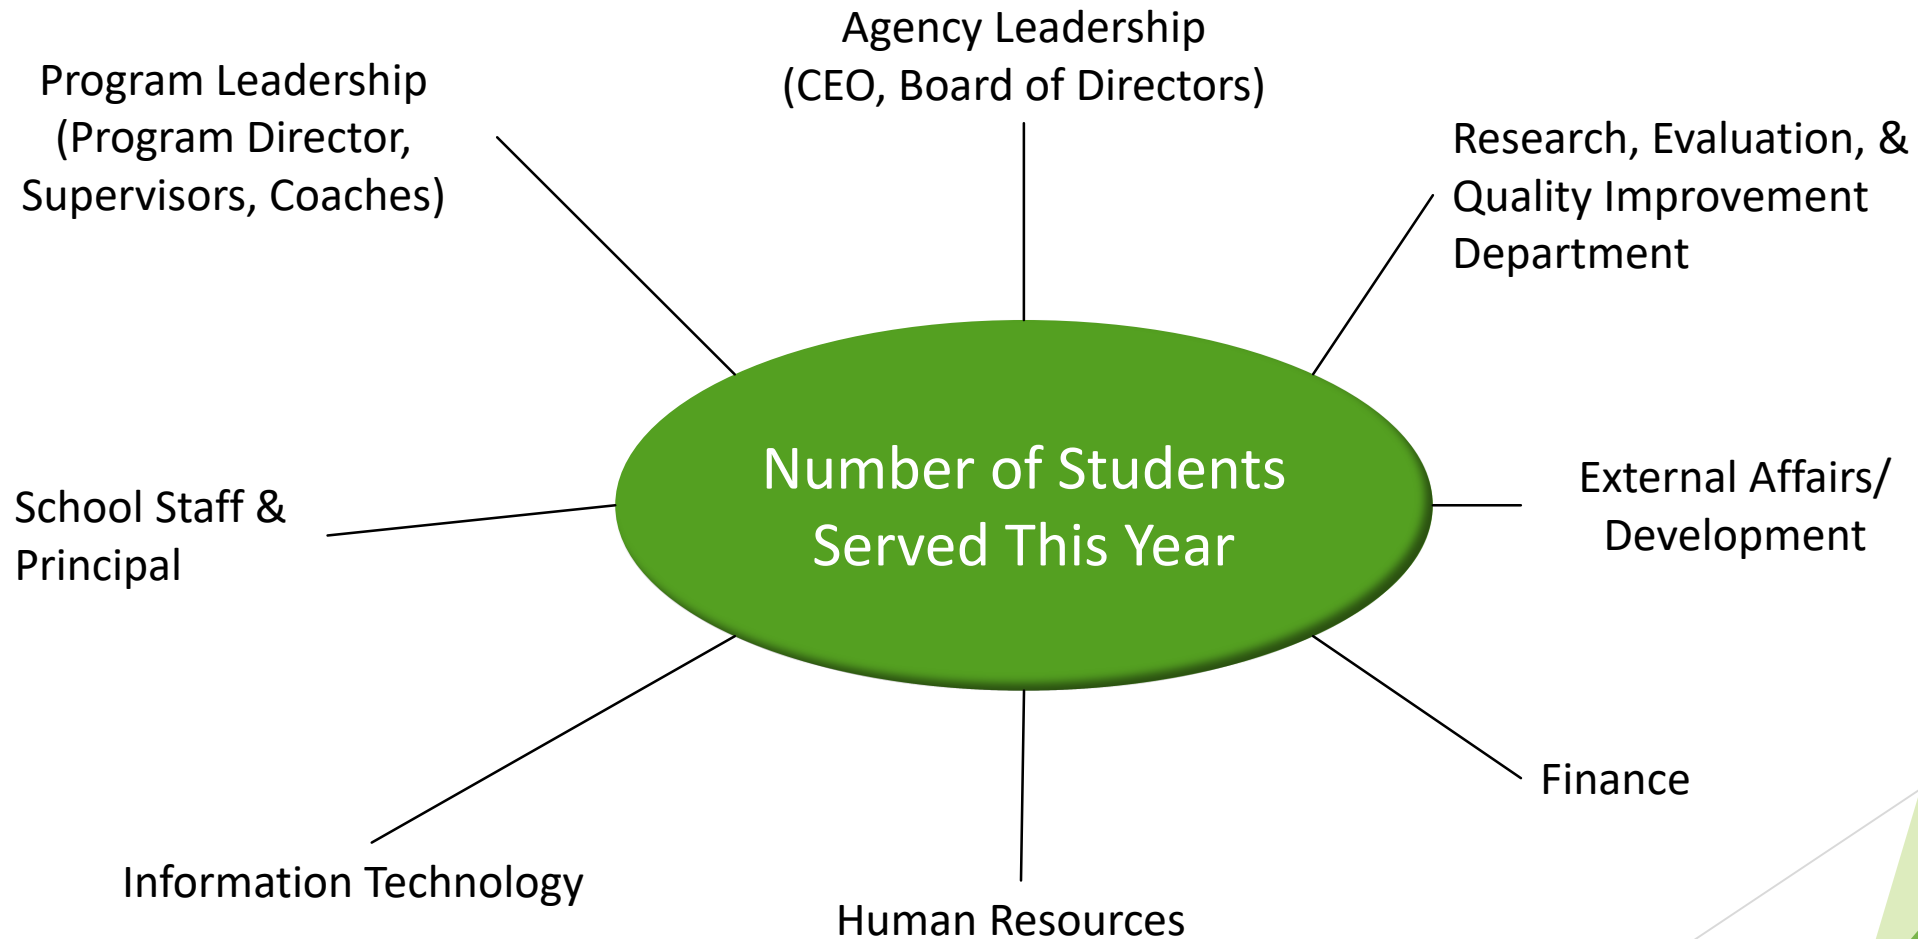 Agency Leadership
(CEO, Board of Directors)
Program Leadership
(Program Director,
Supervisors, Coaches)
Research, Evaluation, &
Quality Improvement
Department
Number of Students
Served This Year
School Staff &
Principal
External Affairs/
Development
Finance
Information Technology
Human Resources